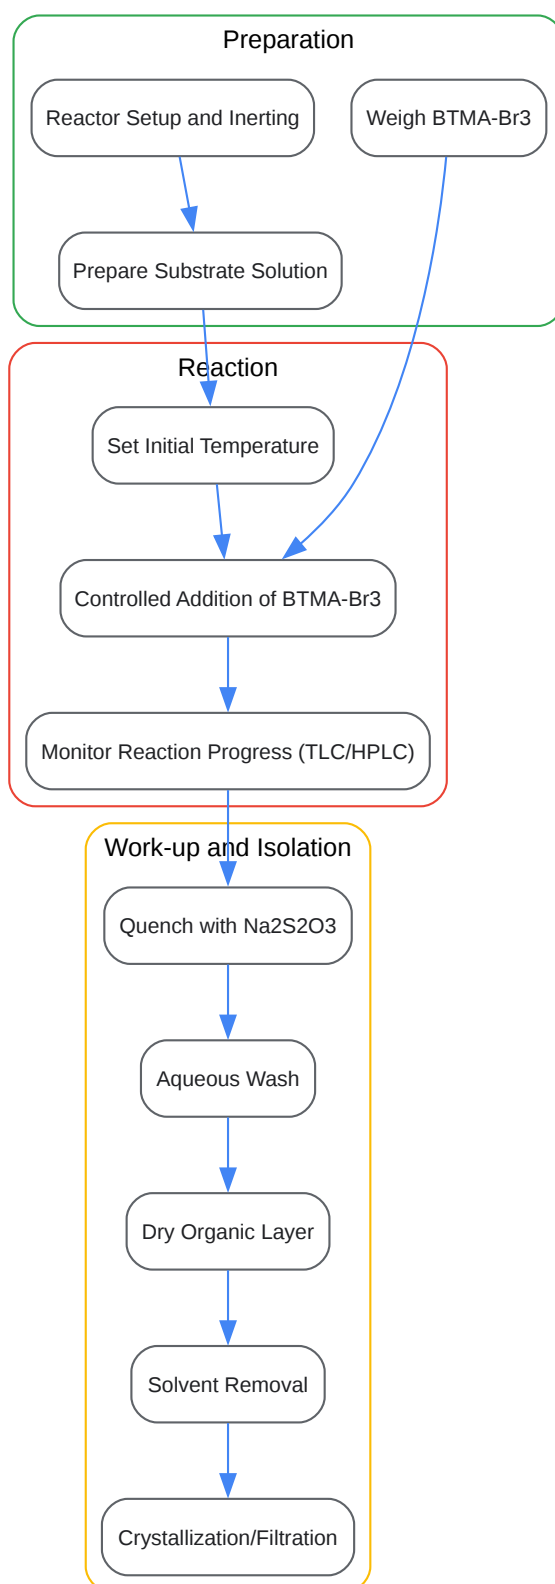 Preparation
Reactor Setup and Inerting
Weigh BTMA-Br3
Prepare Substrate Solution
Reaction
Set Initial Temperature
Controlled Addition of BTMA-Br3
Monitor Reaction Progress (TLC/HPLC)
Work-up and Isolation
Quench with Na2S2O3
Aqueous Wash
Dry Organic Layer
Solvent Removal
Crystallization/Filtration